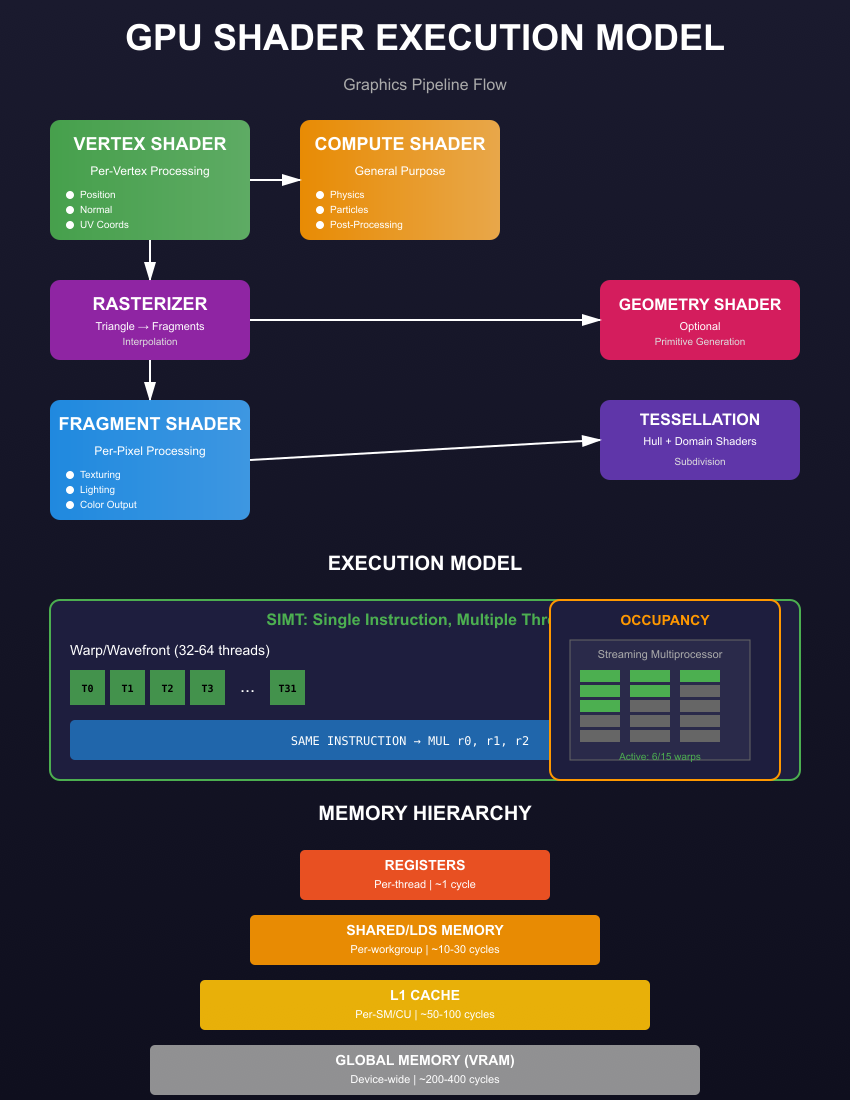 GPU SHADER EXECUTION MODEL
Graphics Pipeline Flow
VERTEX SHADER
Per-Vertex Processing
Position
Normal
UV Coords
COMPUTE SHADER
General Purpose
Physics
Particles
Post-Processing
RASTERIZER
Triangle → Fragments
Interpolation
GEOMETRY SHADER
Optional
Primitive Generation
FRAGMENT SHADER
Per-Pixel Processing
Texturing
Lighting
Color Output
TESSELLATION
Hull + Domain Shaders
Subdivision
EXECUTION MODEL
SIMT: Single Instruction, Multiple Thr
Warp/Wavefront (32-64 threads)
T0 T1 T2 T3 ... T31
SAME INSTRUCTION → MUL r0, r1, r2
OCCUPANCY
Streaming Multiprocessor
Active: 6/15 warps
MEMORY HIERARCHY
REGISTERS
Per-thread | ~1 cycle
SHARED/LDS MEMORY
Per-workgroup | ~10-30 cycles
L1 CACHE
Per-SM/CU | ~50-100 cycles
GLOBAL MEMORY (VRAM)
Device-wide | ~200-400 cycles